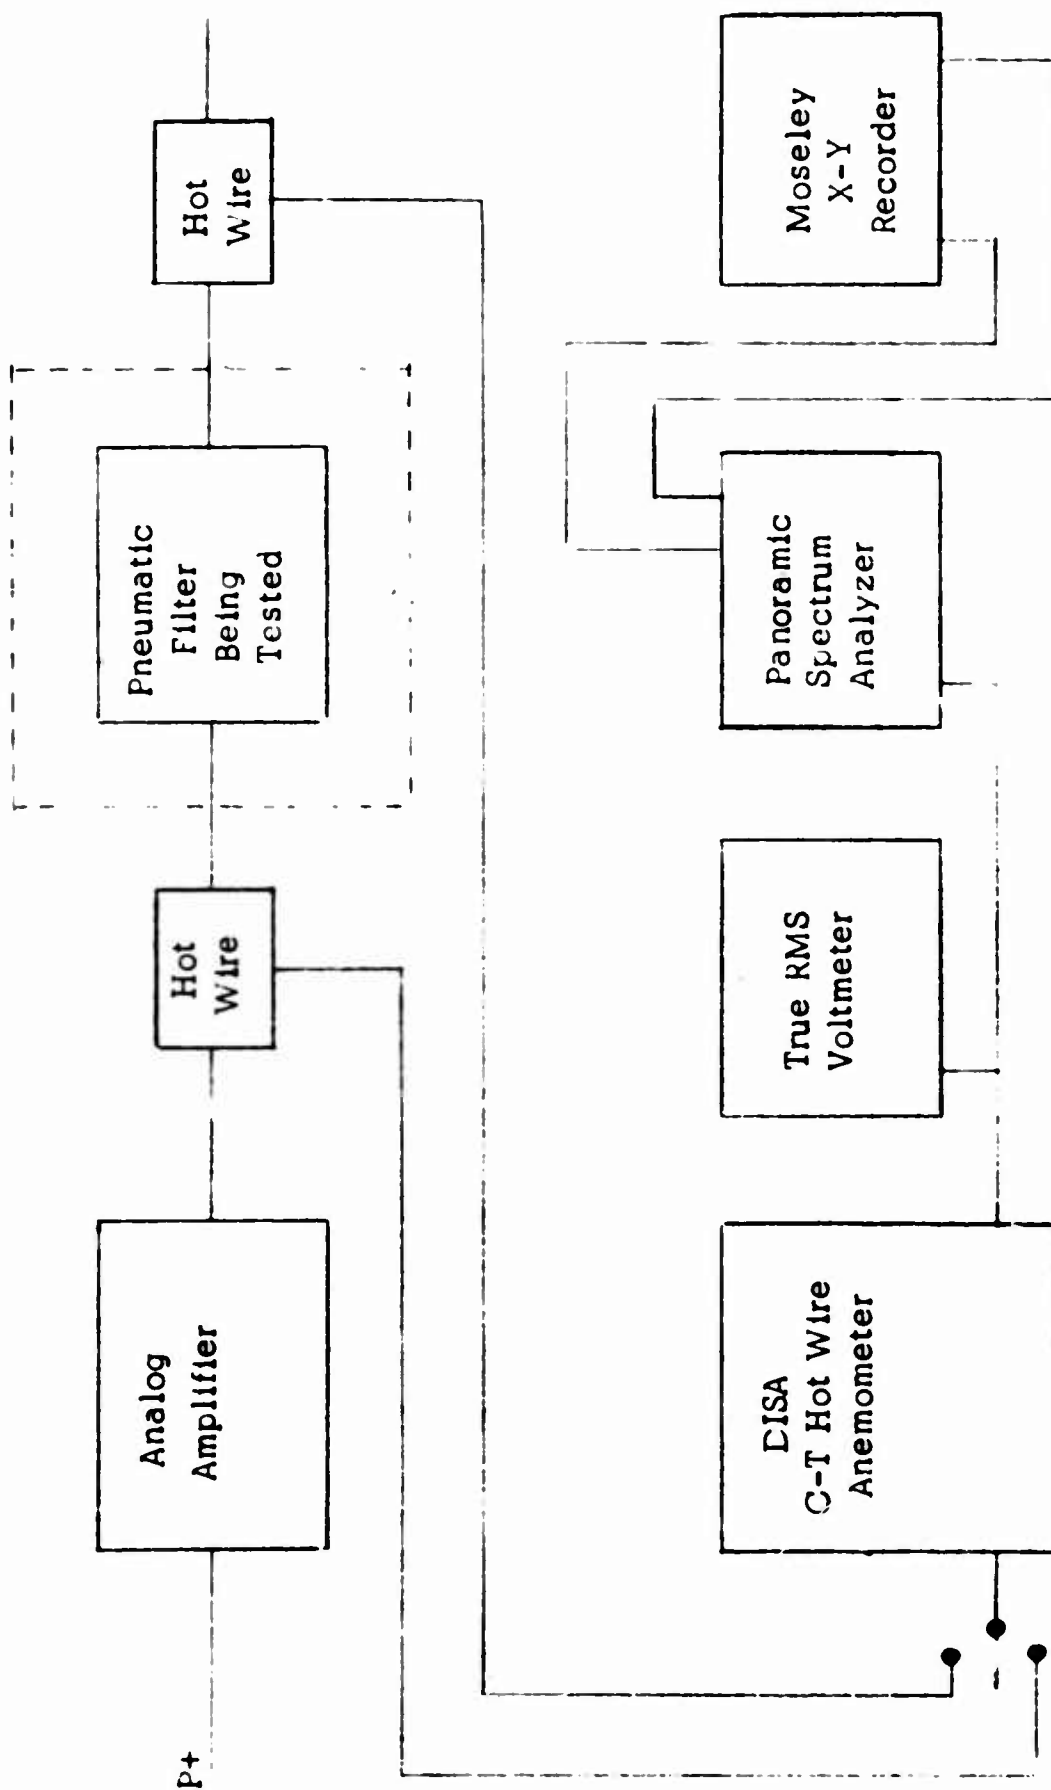 P+
Analog
Amplifier
Hot
Wire
Pneumatic
Filter
Being
Tested
Hot
Wire
DISA
C-T Hot Wire
Anemometer
True RMS
Voltmeter
Panoramic
Spectrum
Analyzer
Moseley
X-Y
Recorder